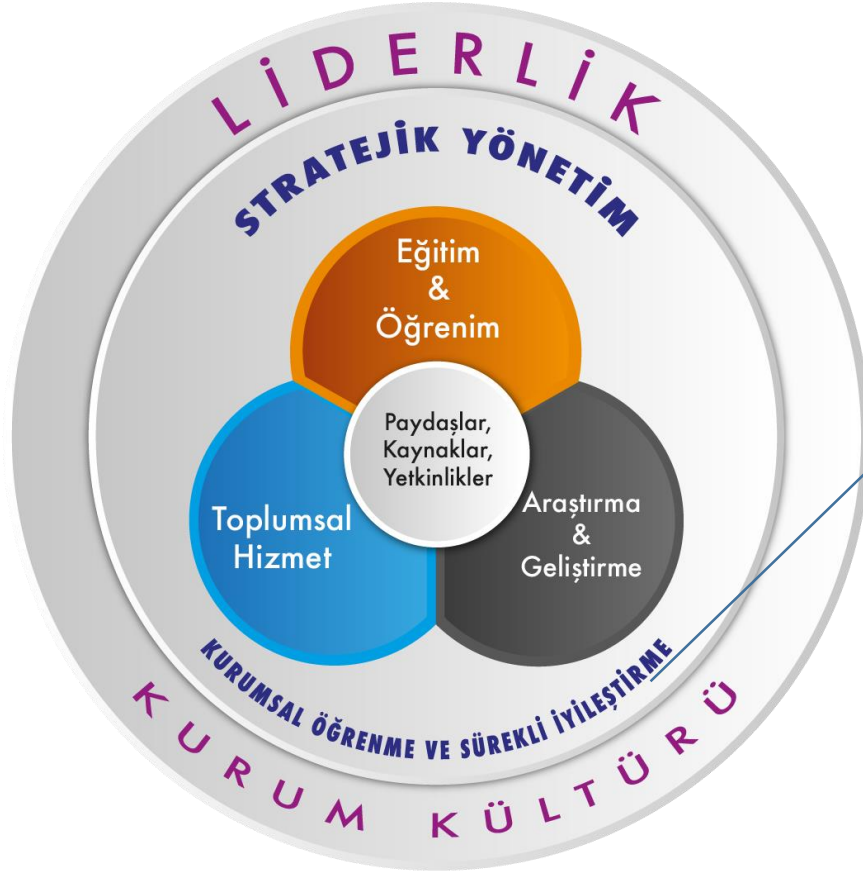 LİDERLİK
STRATEJİK YÖNETİM
Eğitim
&
Öğrenim
Paydaşlar,
Kaynaklar,
Yetkinlikler
Toplumsal
Hizmet
Araştırma
&
Geliştirme
KURUMSAL ÖĞRENME VE SÜREKLİ İYİLEŞTİRME
KURUM KÜLTÜRÜ